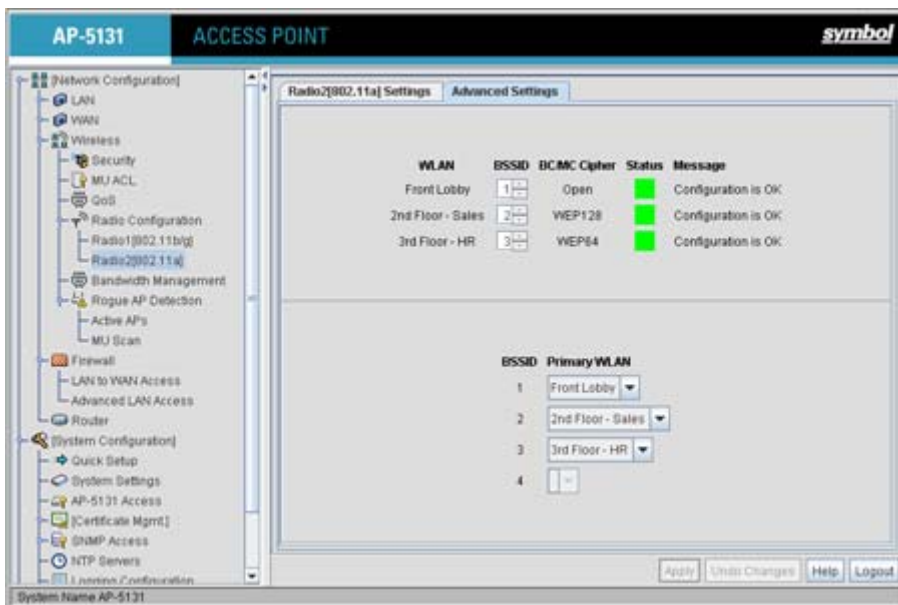 AP-5131 ACCESS POINT symbol
[Network Configuration]
LAN
WAN
Wireless
Security
MU ACL
QoS
Radio Configuration
Radio1[802.11b/g]
Radio2[802.11a]
Bandwidth Management
Rogue AP Detection
Active APs
MU Scan
Firewall
LAN to WAN Access
Advanced LAN Access
Router
[System Configuration]
Quick Setup
System Settings
AP-5131 Access
[Certificate Mgmt.]
SNMP Access
NTP Servers
Logging Configuration
Radio2[802.11a] Settings Advanced Settings
WLAN BSSID BC/MC Cipher Status Message
Front Lobby 1 Open Configuration is OK
2nd Floor - Sales 2 WEP128 Configuration is OK
3rd Floor - HR 3 WEP64 Configuration is OK
BSSID Primary WLAN
1 Front Lobby
2 2nd Floor - Sales
3 3rd Floor - HR
4
Apply Undo Changes Help Logout
System Name AP-5131